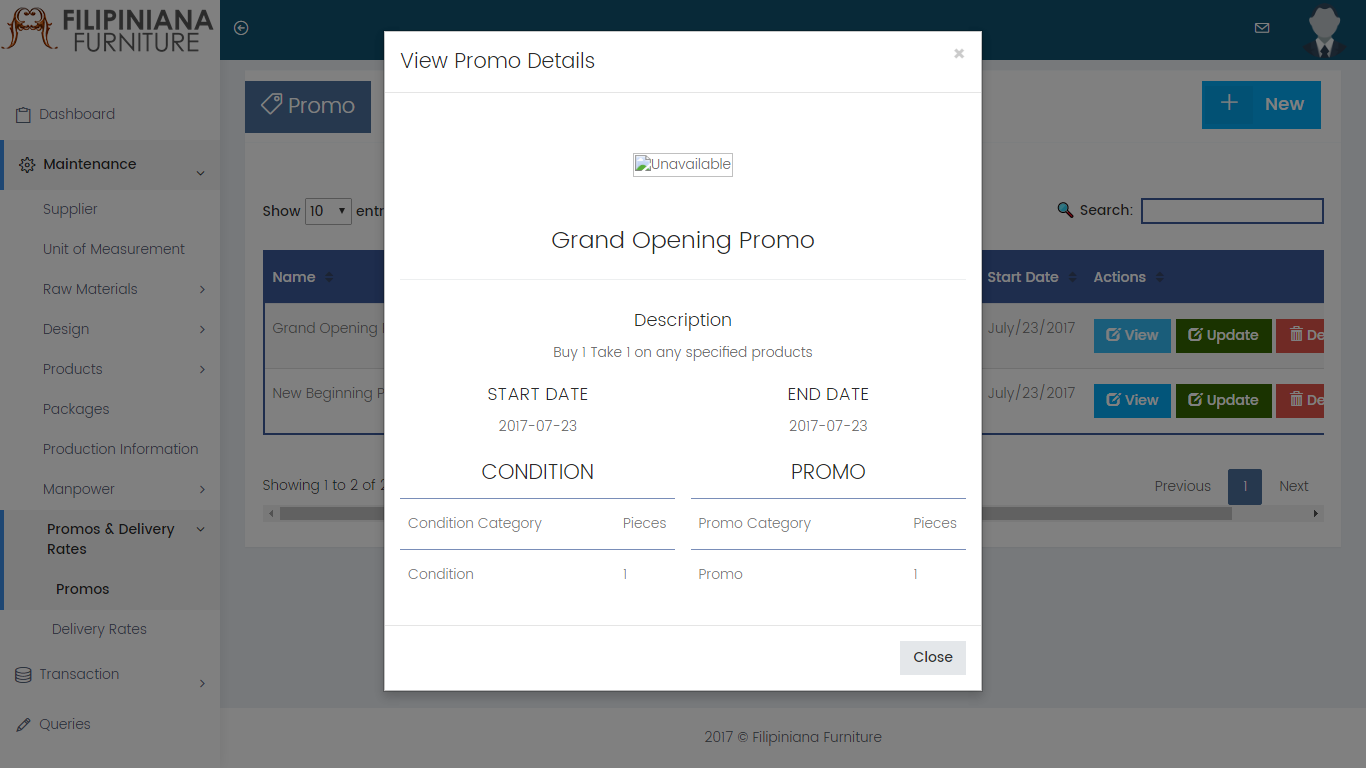 FILIPINIANA
FURNITURE
Dashboard
Maintenance
Supplier
Unit of Measurement
Raw Materials
Design
Products
Packages
Production Information
Manpower
Promos & Delivery
Rates
Promos
Delivery Rates
Transaction
Queries
Promo
+ New
Show 10 entr
Search:
Name
Start Date
Actions
Grand Opening
July/23/2017
View
Update
De
New Beginning P
July/23/2017
View
Update
De
Showing 1 to 2 of 2
Previous
1
Next
View Promo Details
×
Unavailable
Grand Opening Promo
Description
Buy 1 Take 1 on any specified products
START DATE
END DATE
2017-07-23
2017-07-23
CONDITION
PROMO
Condition Category
Pieces
Promo Category
Pieces
Condition
1
Promo
1
Close
2017 © Filipiniana Furniture